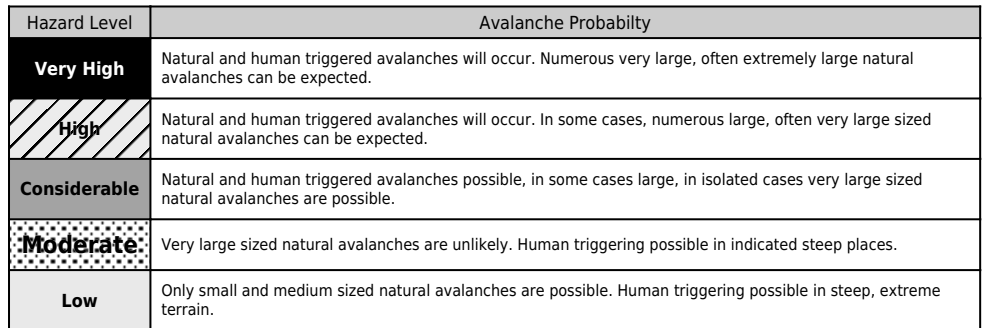 Hazard Level
Avalanche Probabilty
Very High
Natural and human triggered avalanches will occur. Numerous very large, often extremely large natural
avalanches can be expected.
High
Natural and human triggered avalanches will occur. In some cases, numerous large, often very large sized
natural avalanches can be expected.
Considerable
Natural and human triggered avalanches possible, in some cases large, in isolated cases very large sized
natural avalanches are possible.
Moderate
Very large sized natural avalanches are unlikely. Human triggering possible in indicated steep places.
Low
Only small and medium sized natural avalanches are possible. Human triggering possible in steep, extreme
terrain.